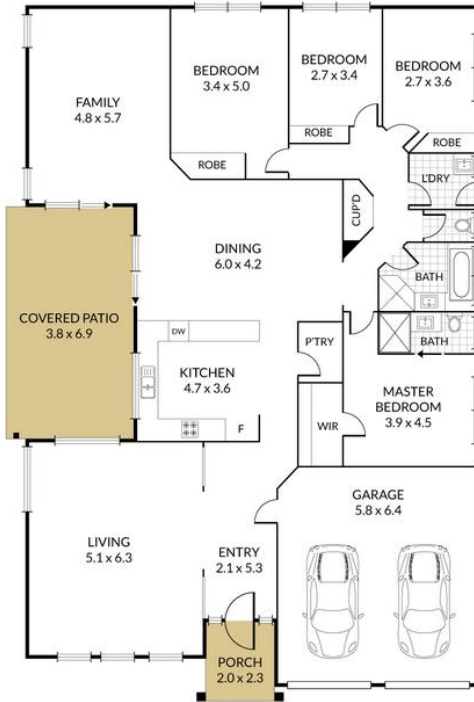 BEDROOM
2.7 x 3.4
BEDROOM
3.4 x 5.0
BEDROOM
2.7 x 3.6
FAMILY
4.8 x 5.7
ROBE
ROBE
ROBE
L'DRY
CUP'D
DINING
6.0 x 4.2
BATH
COVERED PATIO
3.8 x 6.9
DW
P'TRY
BATH
KITCHEN
4.7 x 3.6
MASTER
BEDROOM
3.9 x 4.5
WIR
F
GARAGE
5.8 x 6.4
LIVING
5.1 x 6.3
ENTRY
2.1 x 5.3
PORCH
2.0 x 2.3